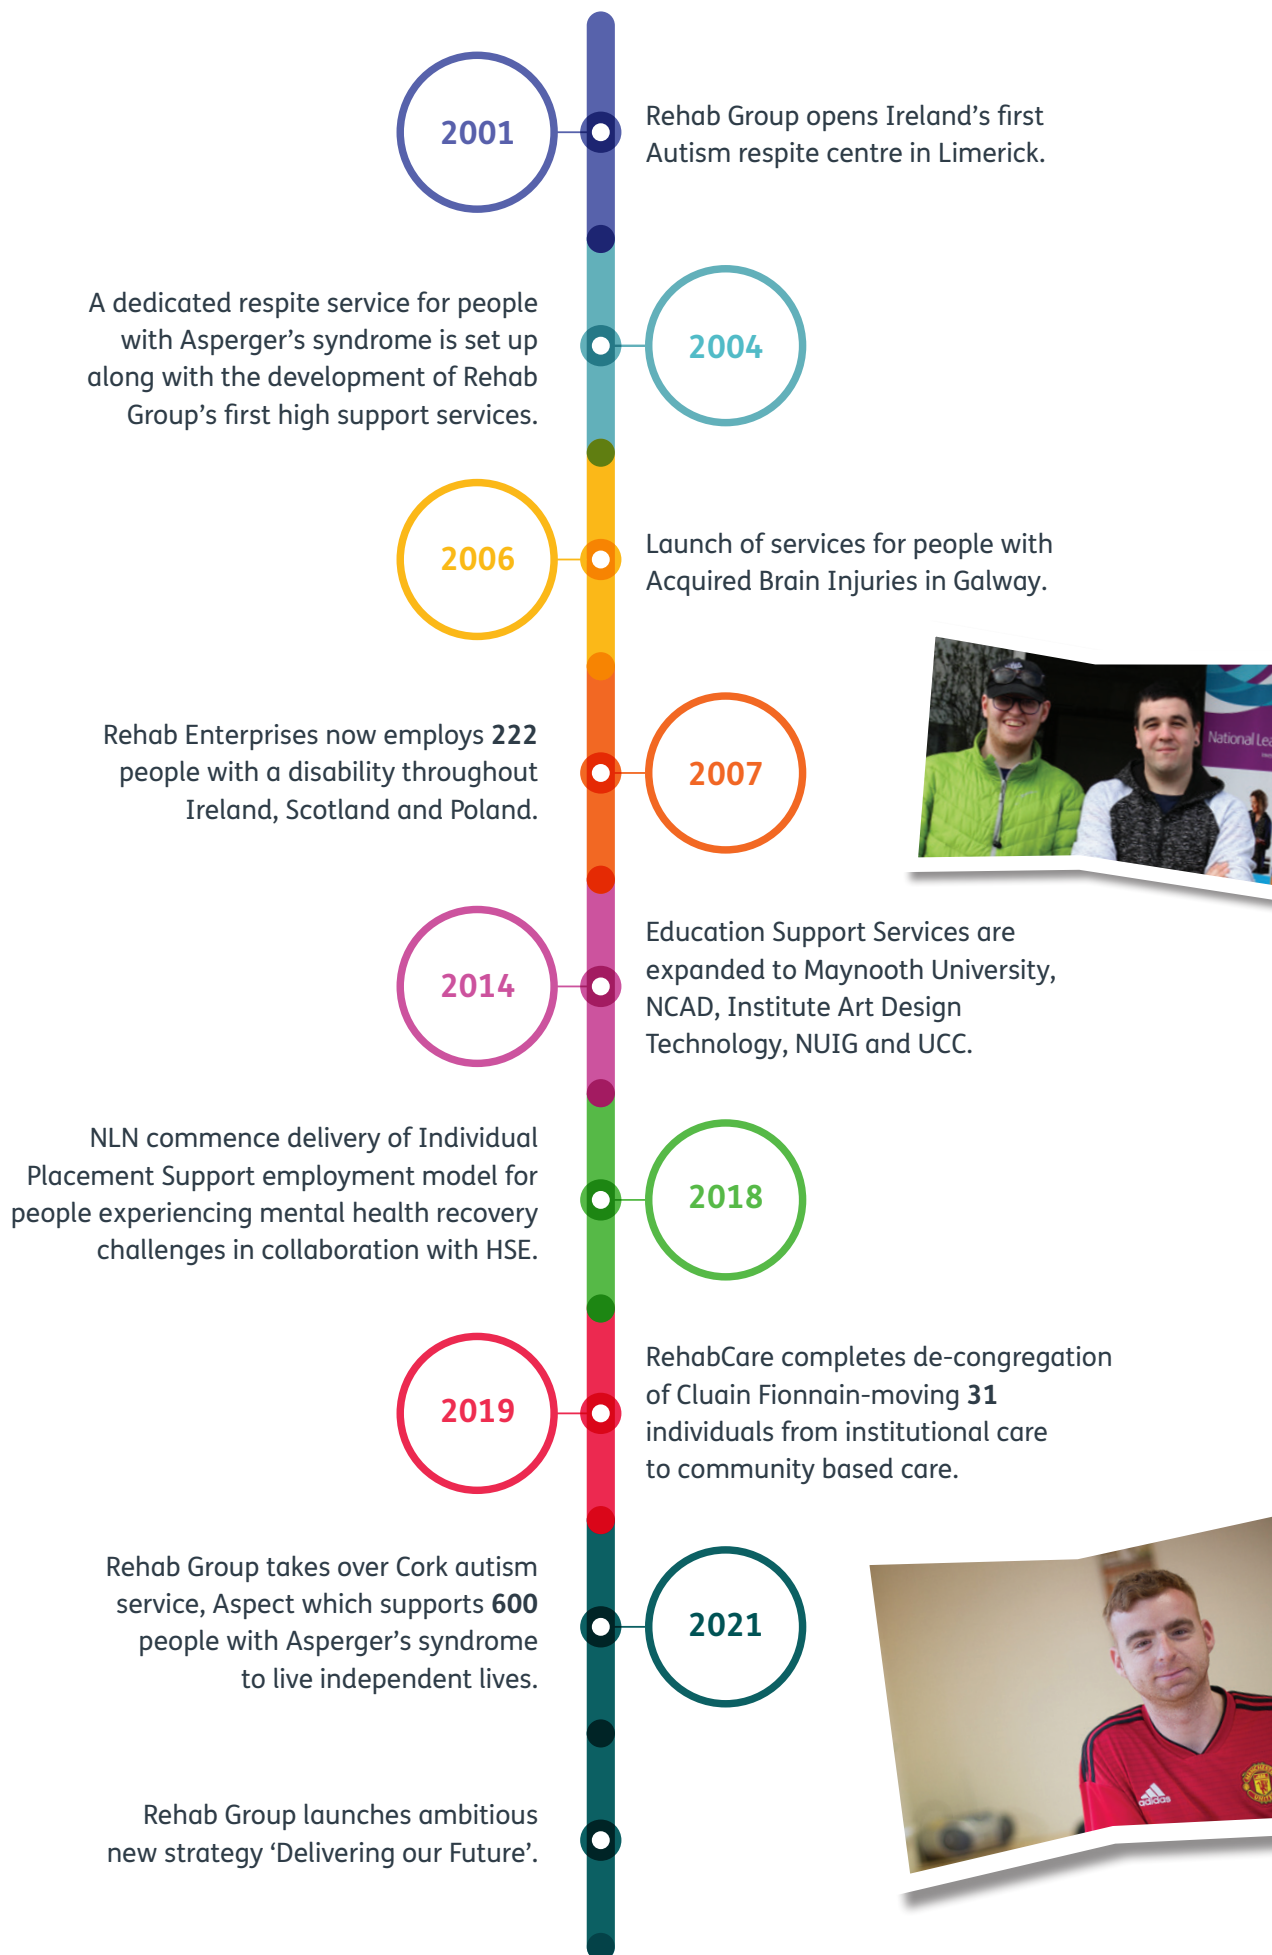 2001
Rehab Group opens Ireland’s first
Autism respite centre in Limerick.
A dedicated respite service for people
with Asperger’s syndrome is set up
along with the development of Rehab
Group’s first high support services.
2004
2006
Launch of services for people with
Acquired Brain Injuries in Galway.
National Lea
Rehab Enterprises now employs 222
people with a disability throughout
Ireland, Scotland and Poland.
2007
2014
Education Support Services are
expanded to Maynooth University,
NCAD, Institute Art Design
Technology, NUIG and UCC.
NLN commence delivery of Individual
Placement Support employment model for
people experiencing mental health recovery
challenges in collaboration with HSE.
2018
2019
RehabCare completes de-congregation
of Cluain Fionnain-moving 31
individuals from institutional care
to community based care.
Rehab Group takes over Cork autism
service, Aspect which supports 600
people with Asperger’s syndrome
to live independent lives.
2021
adidas
MANCHESTER
UNITED
Rehab Group launches ambitious
new strategy ‘Delivering our Future’.